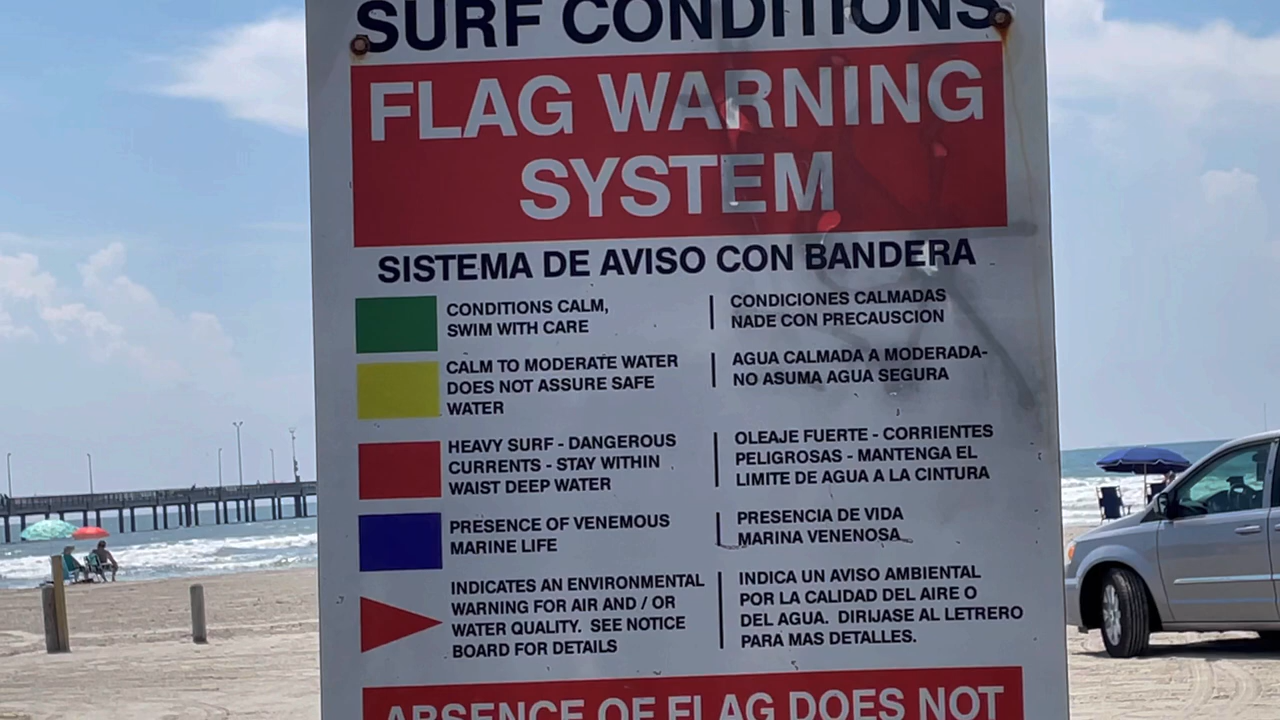 SURF CONDITIONS
FLAG WARNING
SYSTEM
SISTEMA DE AVISO CON BANDERA
CONDITIONS CALM,
SWIM WITH CARE
CONDICIONES CALMADAS
NADE CON PRECAUSCION
CALM TO MODERATE WATER
DOES NOT ASSURE SAFE
WATER
AGUA CALMADA A MODERADA-
NO ASUMA AGUA SEGURA
HEAVY SURF - DANGEROUS
CURRENTS - STAY WITHIN
WAIST DEEP WATER
OLEAJE FUERTE - CORRIENTES
PELIGROSAS - MANTENGA EL
LIMITE DE AGUA A LA CINTURA
PRESENCE OF VENEMOUS
MARINE LIFE
PRESENCIA DE VIDA
MARINA VENENOSA
INDICATES AN ENVIRONMENTAL
WARNING FOR AIR AND / OR
WATER QUALITY. SEE NOTICE
BOARD FOR DETAILS
INDICA UN AVISO AMBIENTAL
POR LA CALIDAD DEL AIRE O
DEL AGUA. DIRIJASE AL LETRERO
PARA MAS DETALLES.
ABSENCE OF FLAG DOES NOT